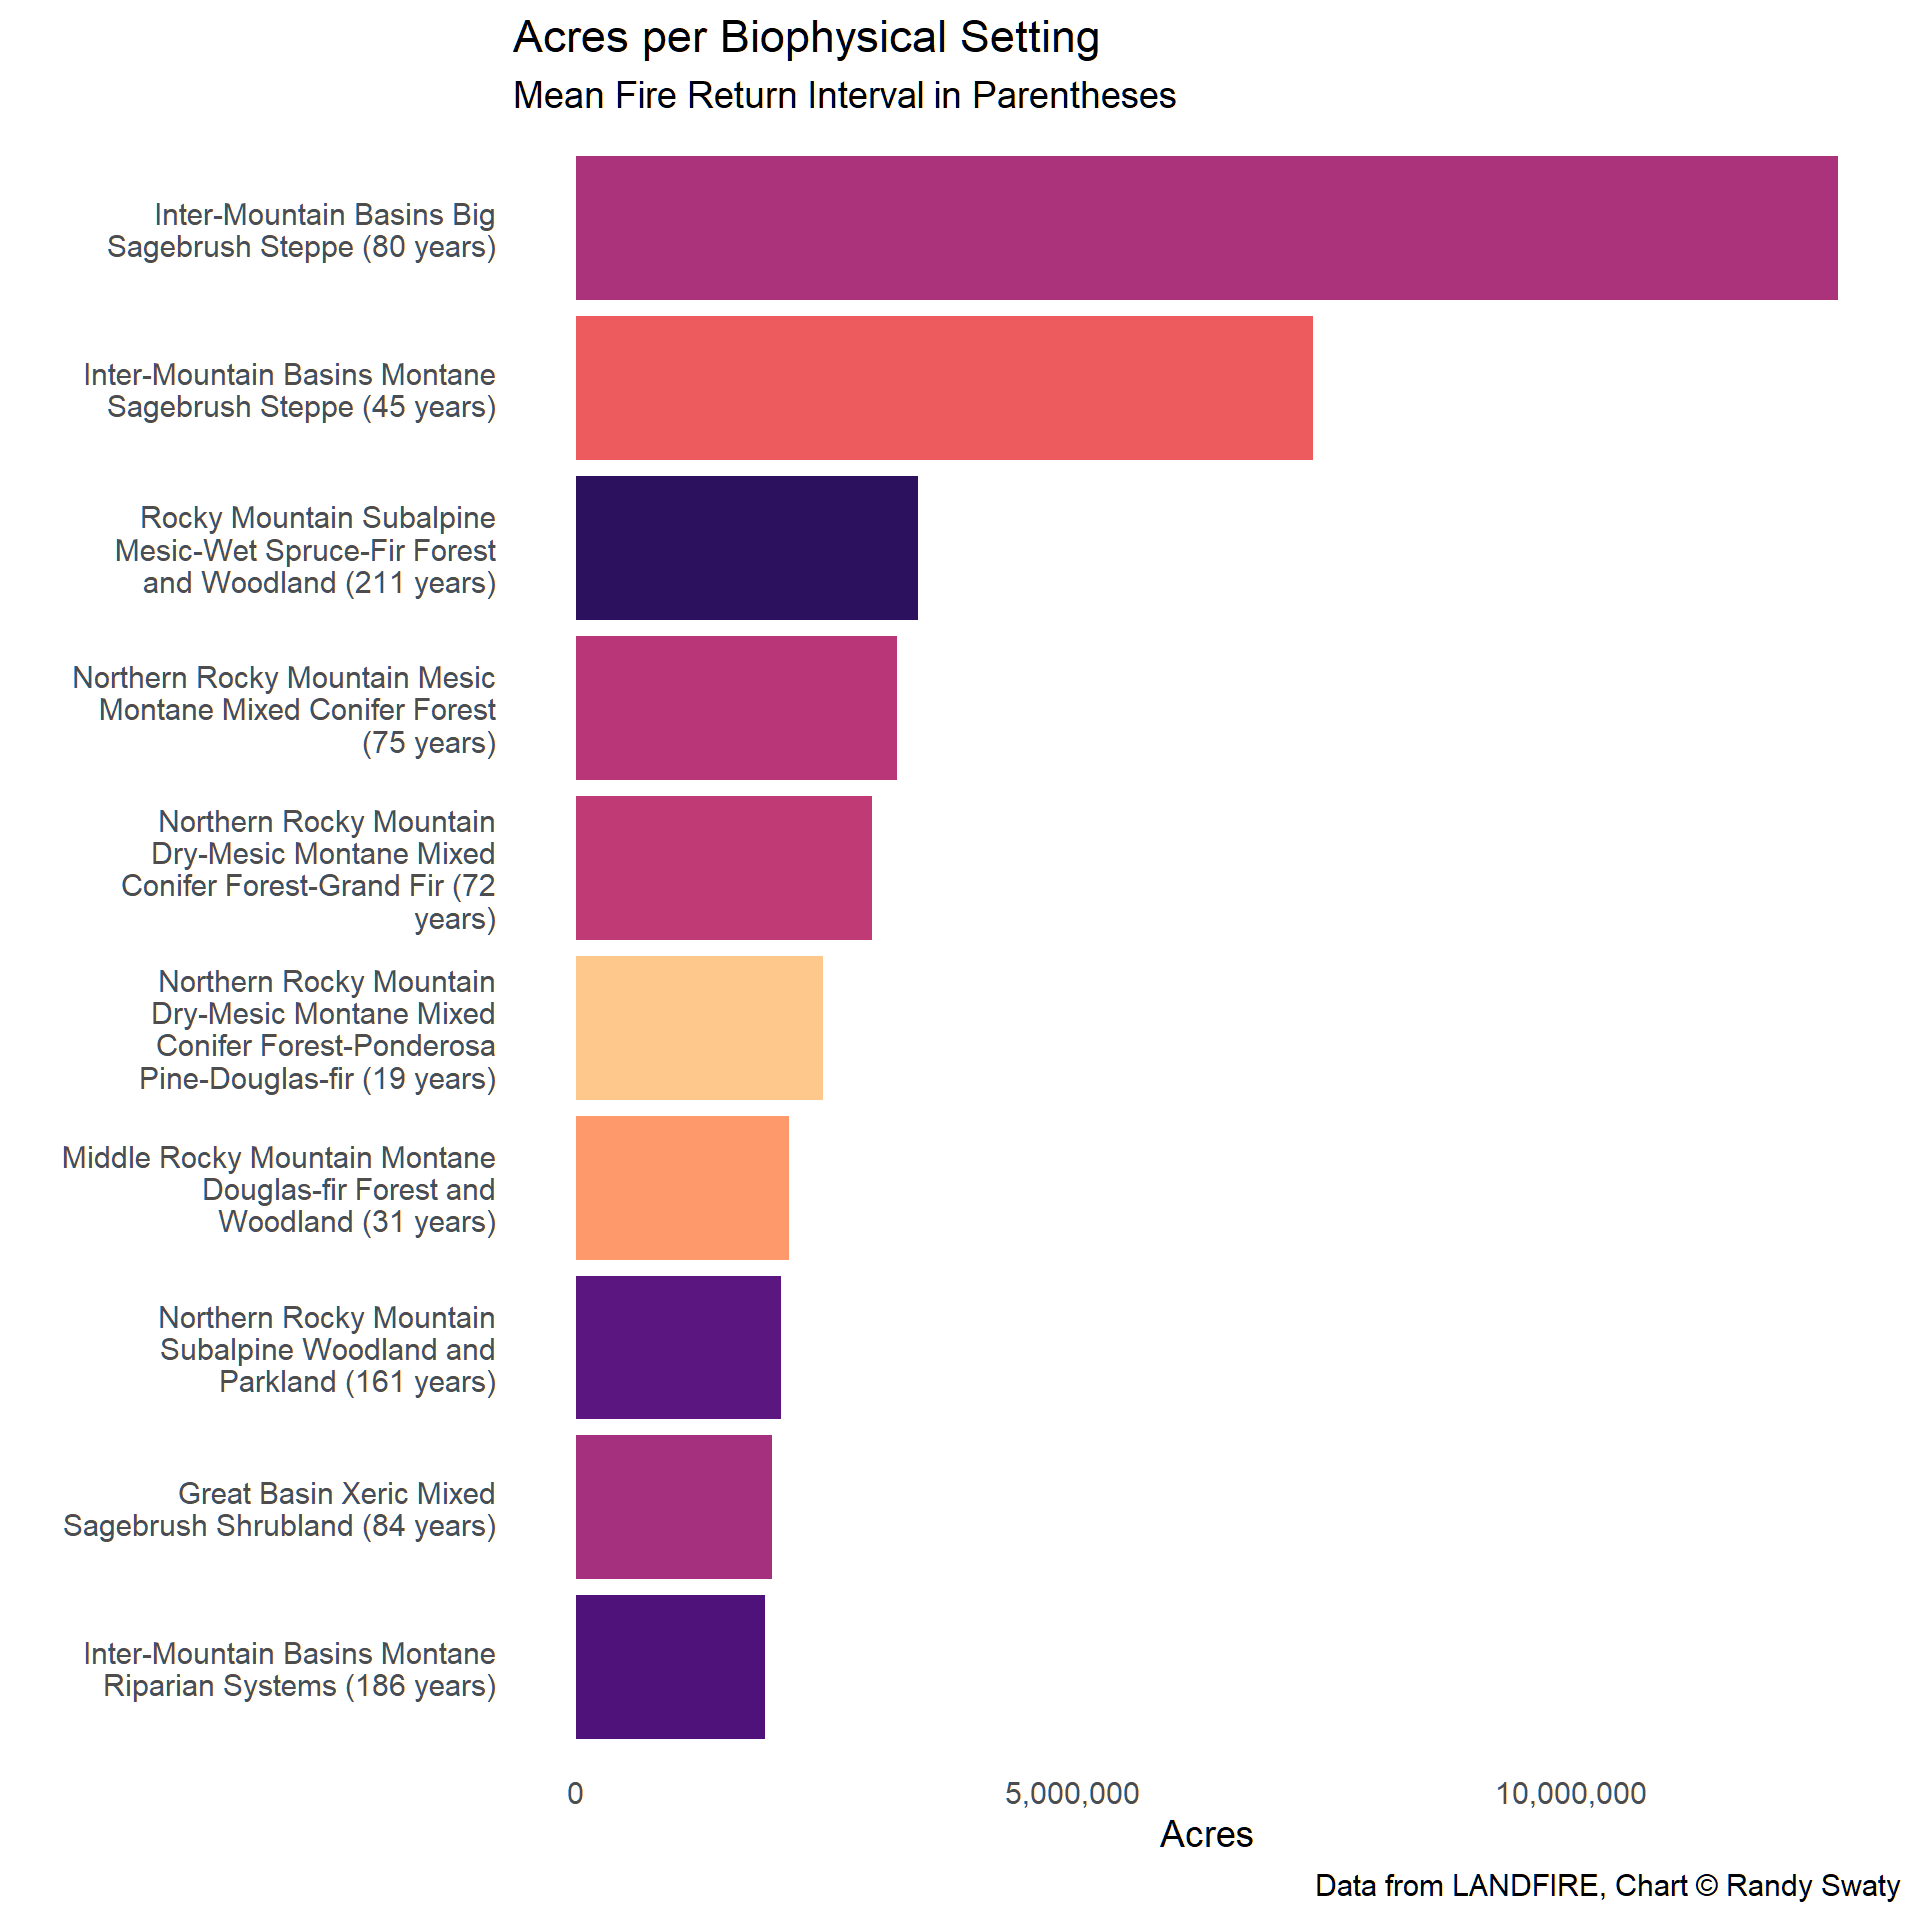 Acres per Biophysical Setting
Mean Fire Return Interval in Parentheses
Inter-Mountain Basins Big
Sagebrush Steppe (80 years)
Inter-Mountain Basins Montane
Sagebrush Steppe (45 years)
Rocky Mountain Subalpine
Mesic-Wet Spruce-Fir Forest
and Woodland (211 years)
Northern Rocky Mountain Mesic
Montane Mixed Conifer Forest
(75 years)
Northern Rocky Mountain
Dry-Mesic Montane Mixed
Conifer Forest-Grand Fir (72
years)
Northern Rocky Mountain
Dry-Mesic Montane Mixed
Conifer Forest-Ponderosa
Pine-Douglas-fir (19 years)
Middle Rocky Mountain Montane
Douglas-fir Forest and
Woodland (31 years)
Northern Rocky Mountain
Subalpine Woodland and
Parkland (161 years)
Great Basin Xeric Mixed
Sagebrush Shrubland (84 years)
Inter-Mountain Basins Montane
Riparian Systems (186 years)
0 5,000,000 10,000,000
Acres
Data from LANDFIRE, Chart © Randy Swaty